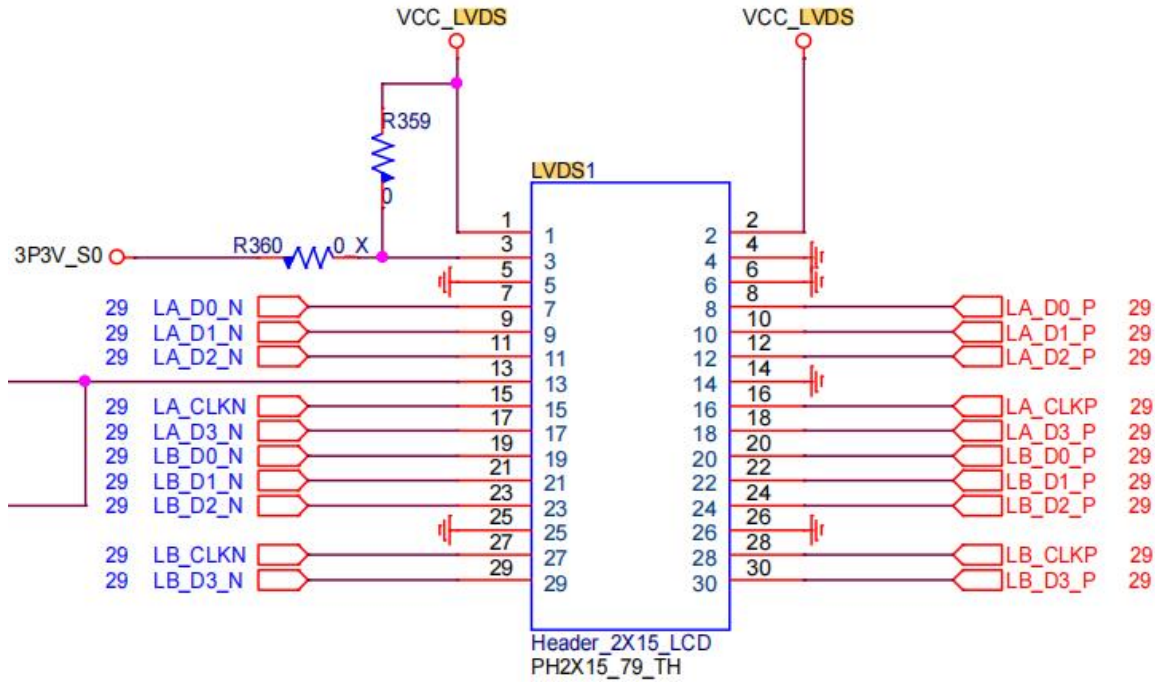 VCC_LVDS VCC_LVDS
R359
0
LVDS1
3P3V_S0 R360 0_X
1 1 2 2
3 3 4 4
5 5 6 6
29 LA_D0_N 7 7 8 8 LA_D0_P 29
29 LA_D1_N 9 9 10 10 LA_D1_P 29
29 LA_D2_N 11 11 12 12 LA_D2_P 29
13 13 14 14
29 LA_CLKN 15 15 16 16 LA_CLKP 29
29 LA_D3_N 17 17 18 18 LA_D3_P 29
29 LB_D0_N 19 19 20 20 LB_D0_P 29
29 LB_D1_N 21 21 22 22 LB_D1_P 29
29 LB_D2_N 23 23 24 24 LB_D2_P 29
25 25 26 26
29 LB_CLKN 27 27 28 28 LB_CLKP 29
29 LB_D3_N 29 29 30 30 LB_D3_P 29
Header_2X15_LCD
PH2X15_79_TH